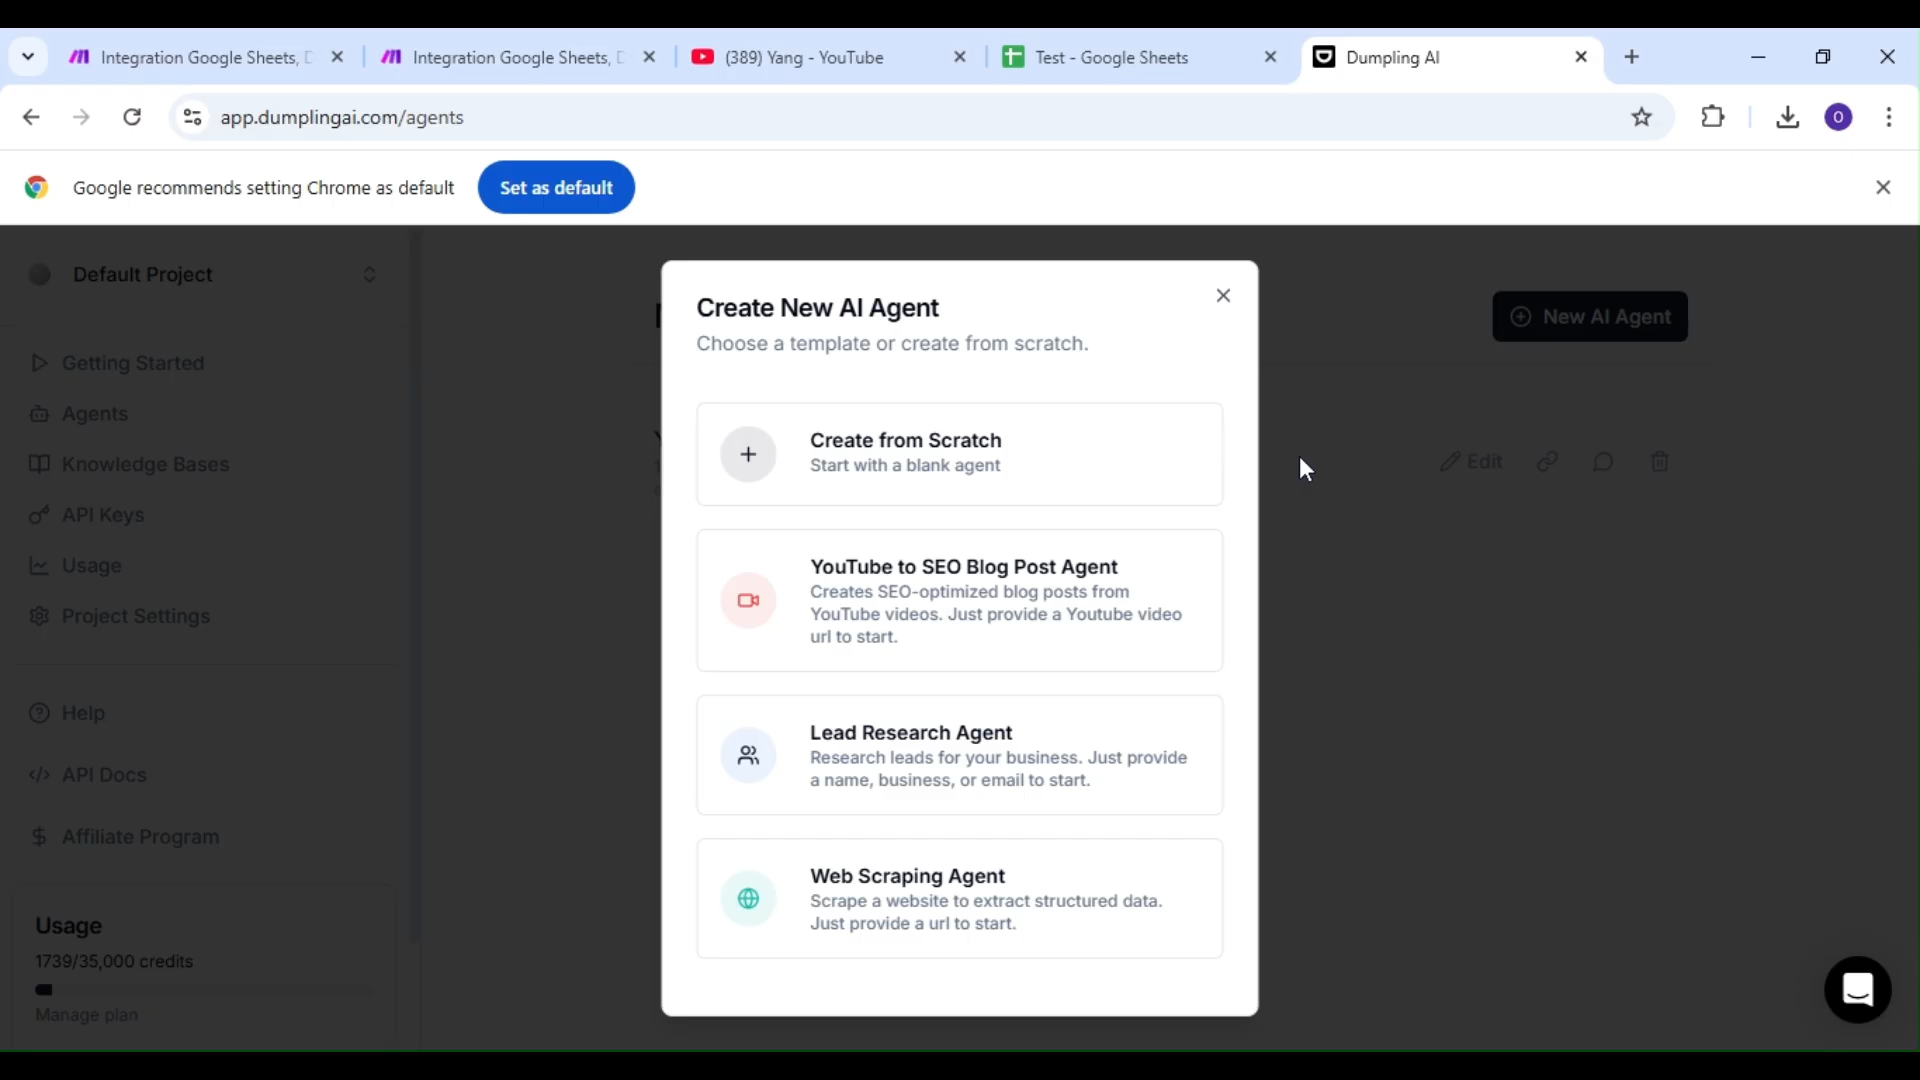 Integration Google Sheets, D
Integration Google Sheets, D
(389) Yang - YouTube
Test - Google Sheets
Dumpling AI
app.dumplingai.com/agents
O
Google recommends setting Chrome as default
Set as default
Default Project
Getting Started
Agents
Knowledge Bases
API Keys
Usage
Project Settings
Help
API Docs
Affiliate Program
Usage
1739/35,000 credits
Manage plan
New AI Agent
Edit
Create New AI Agent
Choose a template or create from scratch.
Create from Scratch
Start with a blank agent
YouTube to SEO Blog Post Agent
Creates SEO-optimized blog posts from
YouTube videos. Just provide a Youtube video
url to start.
Lead Research Agent
Research leads for your business. Just provide
a name, business, or email to start.
Web Scraping Agent
Scrape a website to extract structured data.
Just provide a url to start.